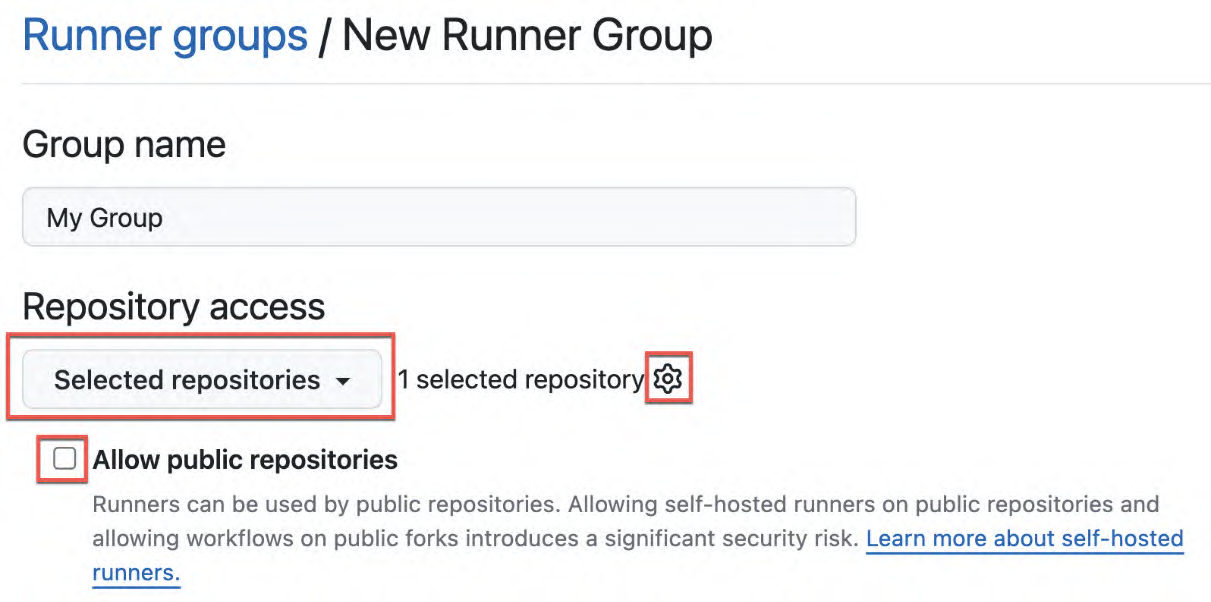 Runner groups / New Runner Group
Group name
My Group
Repository access
Selected repositories 1 selected repository
Allow public repositories
Runners can be used by public repositories. Allowing self-hosted runners on public repositories and
allowing workflows on public forks introduces a significant security risk. Learn more about self-hosted
runners.